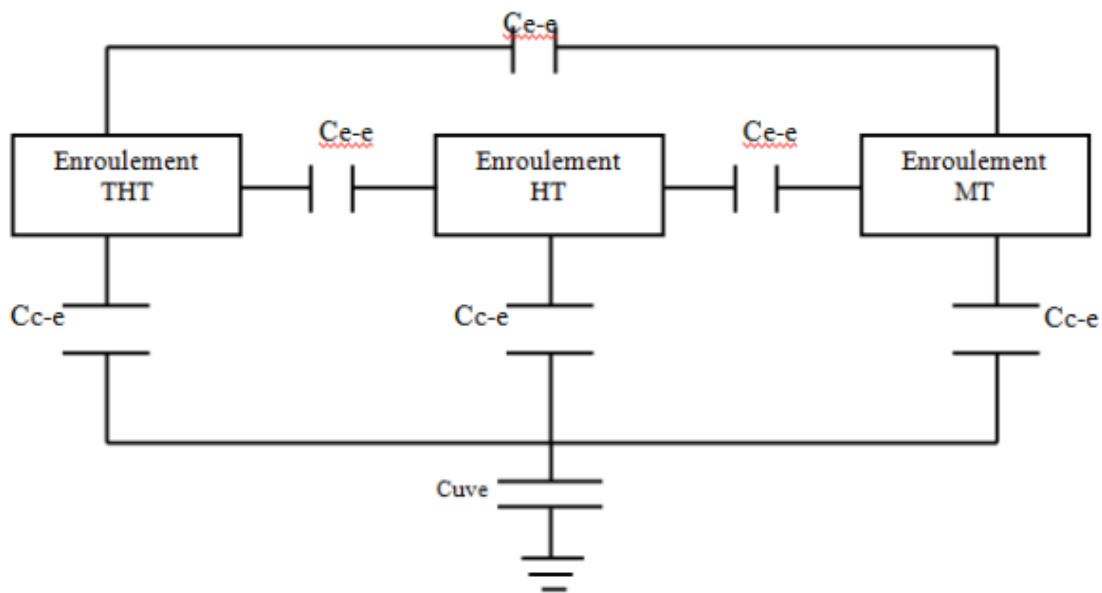 Ce-e
Ce-e
Ce-e
Enroulement
THT
Enroulement
HT
Enroulement
MT
Cc-e
Cc-e
Cc-e
Cuve